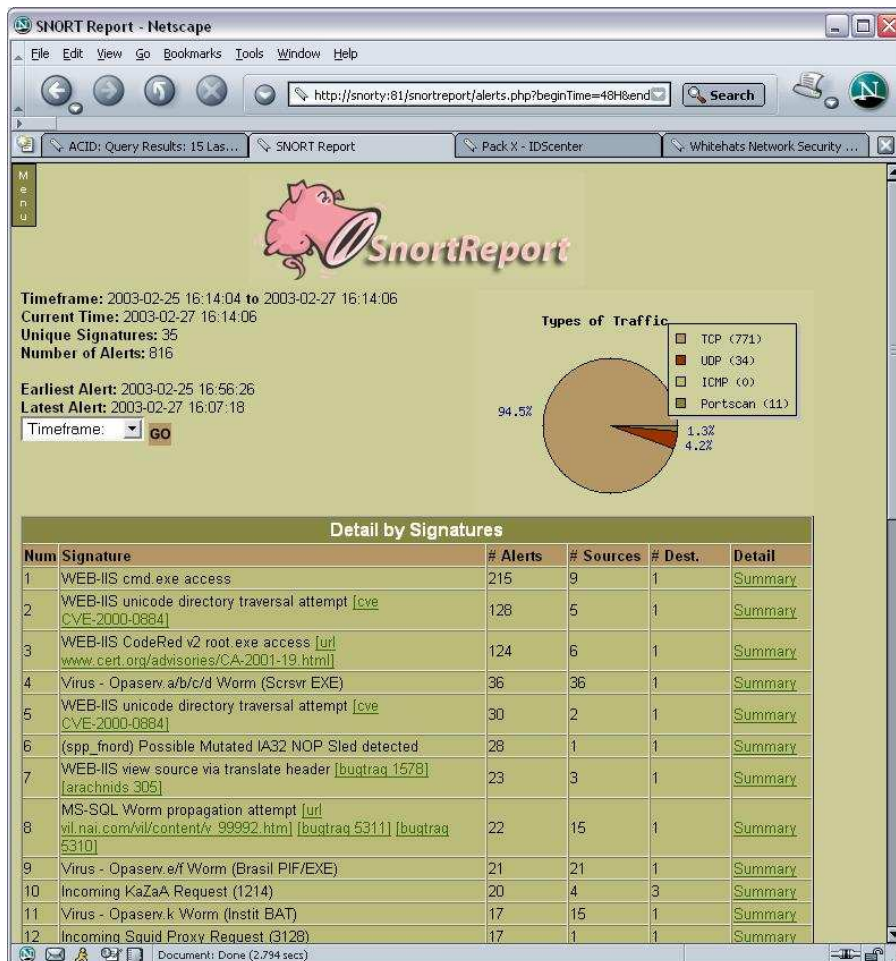 SNORT Report - Netscape
File Edit View Go Bookmarks Tools Window Help
http://snorty:81/snortreport/alerts.php?beginTime=48H&end
Search
N
ACID: Query Results: 15 Las...
SNORT Report
Pack X - IDScenter
Whitehats Network Security ...
Menu
SnortReport
Timeframe: 2003-02-25 16:14:04 to 2003-02-27 16:14:06
Current Time: 2003-02-27 16:14:06
Unique Signatures: 35
Number of Alerts: 816
Earliest Alert: 2003-02-25 16:56:26
Latest Alert: 2003-02-27 16:07:18
Timeframe: GO
Types of Traffic
TCP (771)
UDP (34)
ICMP (0)
Portscan (11)
94.5%
1.3%
4.2%
Detail by Signatures
Num Signature # Alerts # Sources # Dest. Detail
1 WEB-IIS cmd.exe access 215 9 1 Summary
2 WEB-IIS unicode directory traversal attempt [cve
CVE-2000-0884] 128 5 1 Summary
3 WEB-IIS CodeRed v2 root.exe access [url
www.cert.org/advisories/CA-2001-19.html] 124 6 1 Summary
4 Virus - Opaserv.a/b/c/d Worm (Scrsvr EXE) 36 36 1 Summary
5 WEB-IIS unicode directory traversal attempt [cve
CVE-2000-0884] 30 2 1 Summary
6 (spp_fnord) Possible Mutated IA32 NOP Sled detected 28 1 1 Summary
7 WEB-IIS view source via translate header [bugtraq 1578]
[arachnids 305] 23 3 1 Summary
8 MS-SQL Worm propagation attempt [url
vil.nai.com/vil/content/v_99992.htm] [bugtraq 5311] [bugtraq
5310] 22 15 1 Summary
9 Virus - Opaserv.e/f Worm (Brasil PIF/EXE) 21 21 1 Summary
10 Incoming KaZaA Request (1214) 20 4 3 Summary
11 Virus - Opaserv.k Worm (Instit BAT) 17 15 1 Summary
12 Incoming Squid Proxy Request (3128) 17 1 1 Summary
Document: Done (2.794 secs)